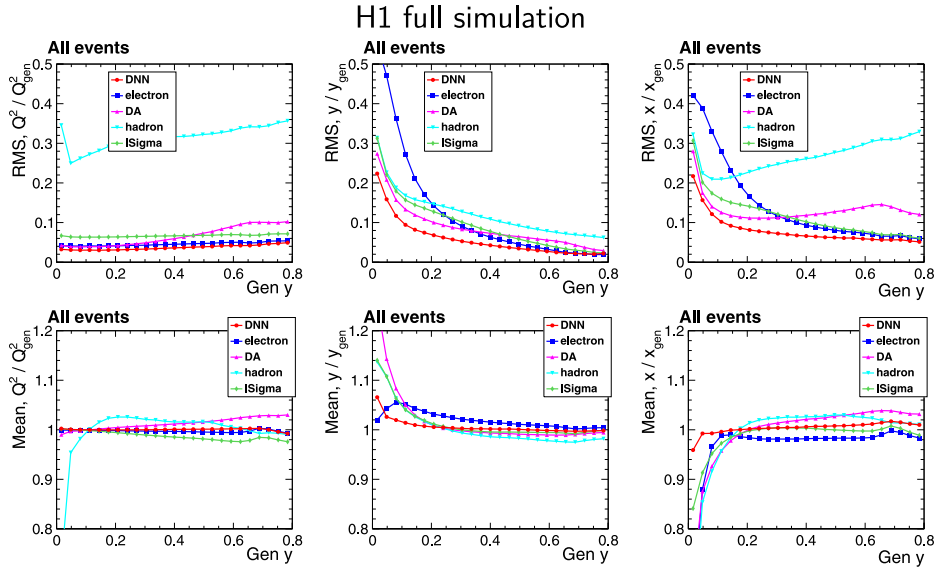 H1 full simulation
All events
RMS, Q² / Q²gen
0.5
0.4
0.3
0.2
0.1
0
DNN
electron
DA
hadron
ISigma
0 0.2 0.4 0.6 0.8
Gen y
All events
RMS, y / ygen
0.5
0.4
0.3
0.2
0.1
0
DNN
electron
DA
hadron
ISigma
0 0.2 0.4 0.6 0.8
Gen y
All events
RMS, x / xgen
0.5
0.4
0.3
0.2
0.1
0
DNN
electron
DA
hadron
ISigma
0 0.2 0.4 0.6 0.8
Gen y
All events
Mean, Q² / Q²gen
1.2
1.1
1
0.9
0.8
DNN
electron
DA
hadron
ISigma
0 0.2 0.4 0.6 0.8
Gen y
All events
Mean, y / ygen
1.2
1.1
1
0.9
0.8
DNN
electron
DA
hadron
ISigma
0 0.2 0.4 0.6 0.8
Gen y
All events
Mean, x / xgen
1.2
1.1
1
0.9
0.8
DNN
electron
DA
hadron
ISigma
0 0.2 0.4 0.6 0.8
Gen y